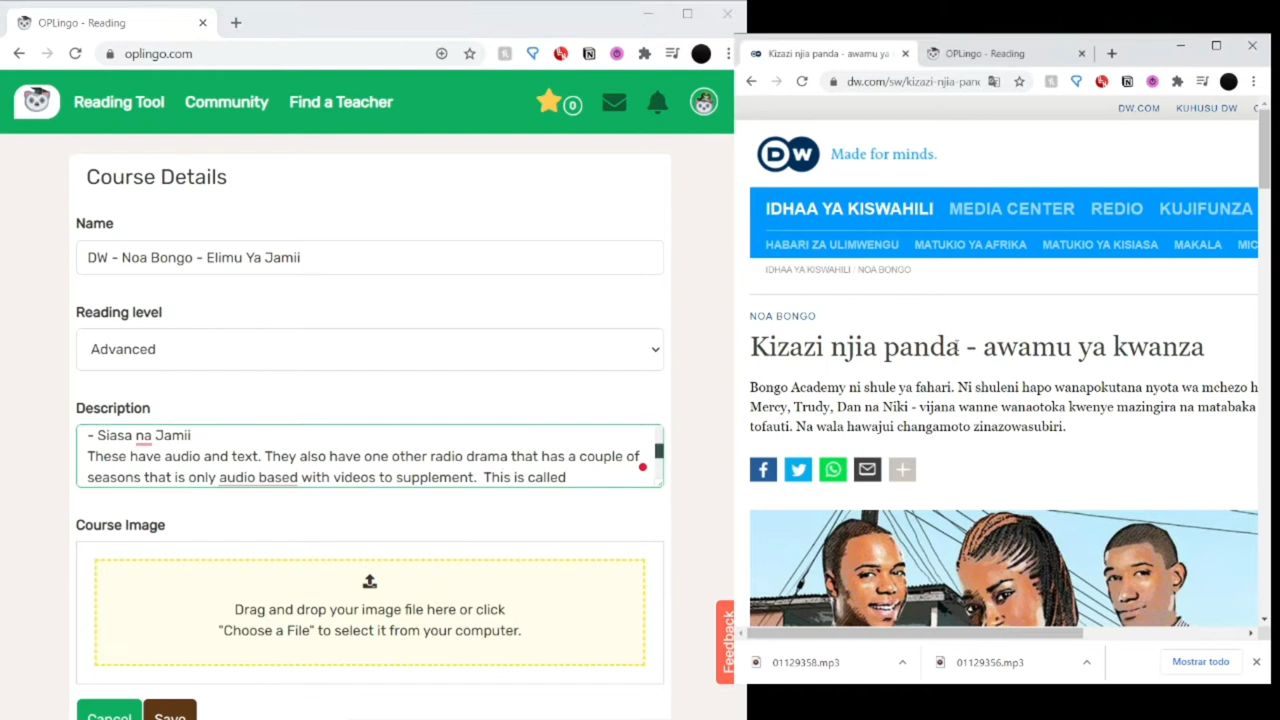 OPLingo - Reading
oplingo.com
Reading Tool
Community
Find a Teacher
0
Course Details
Name
DW - Noa Bongo - Elimu Ya Jamii
Reading level
Advanced
Description
- Siasa na Jamii
These have audio and text. They also have one other radio drama that has a couple of
seasons that is only audio based with videos to supplement.  This is called
Course Image
Drag and drop your image file here or click
"Choose a File" to select it from your computer.
Cancel
Save
Feedback
Kizazi njia panda - awamu ya
OPLingo - Reading
dw.com/sw/kizazi-njia-pan
DW.COM
KUHUSU DW
DW
Made for minds.
IDHAA YA KISWAHILI
MEDIA CENTER
REDIO
KUJIFUNZA
HABARI ZA ULIMWENGU
MATUKIO YA AFRIKA
MATUKIO YA KISIASA
MAKALA
MIC
IDHAA YA KISWAHILI / NOA BONGO
NOA BONGO
Kizazi njia panda - awamu ya kwanza
Bongo Academy ni shule ya fahari. Ni shuleni hapo wanapokutana nyota wa mchezo h
Mercy, Trudy, Dan na Niki - vijana wanne wanaotoka kwenye mazingira na matabaka
tofauti. Na wala hawajui changamoto zinazowasubiri.
01129358.mp3
01129356.mp3
Mostrar todo